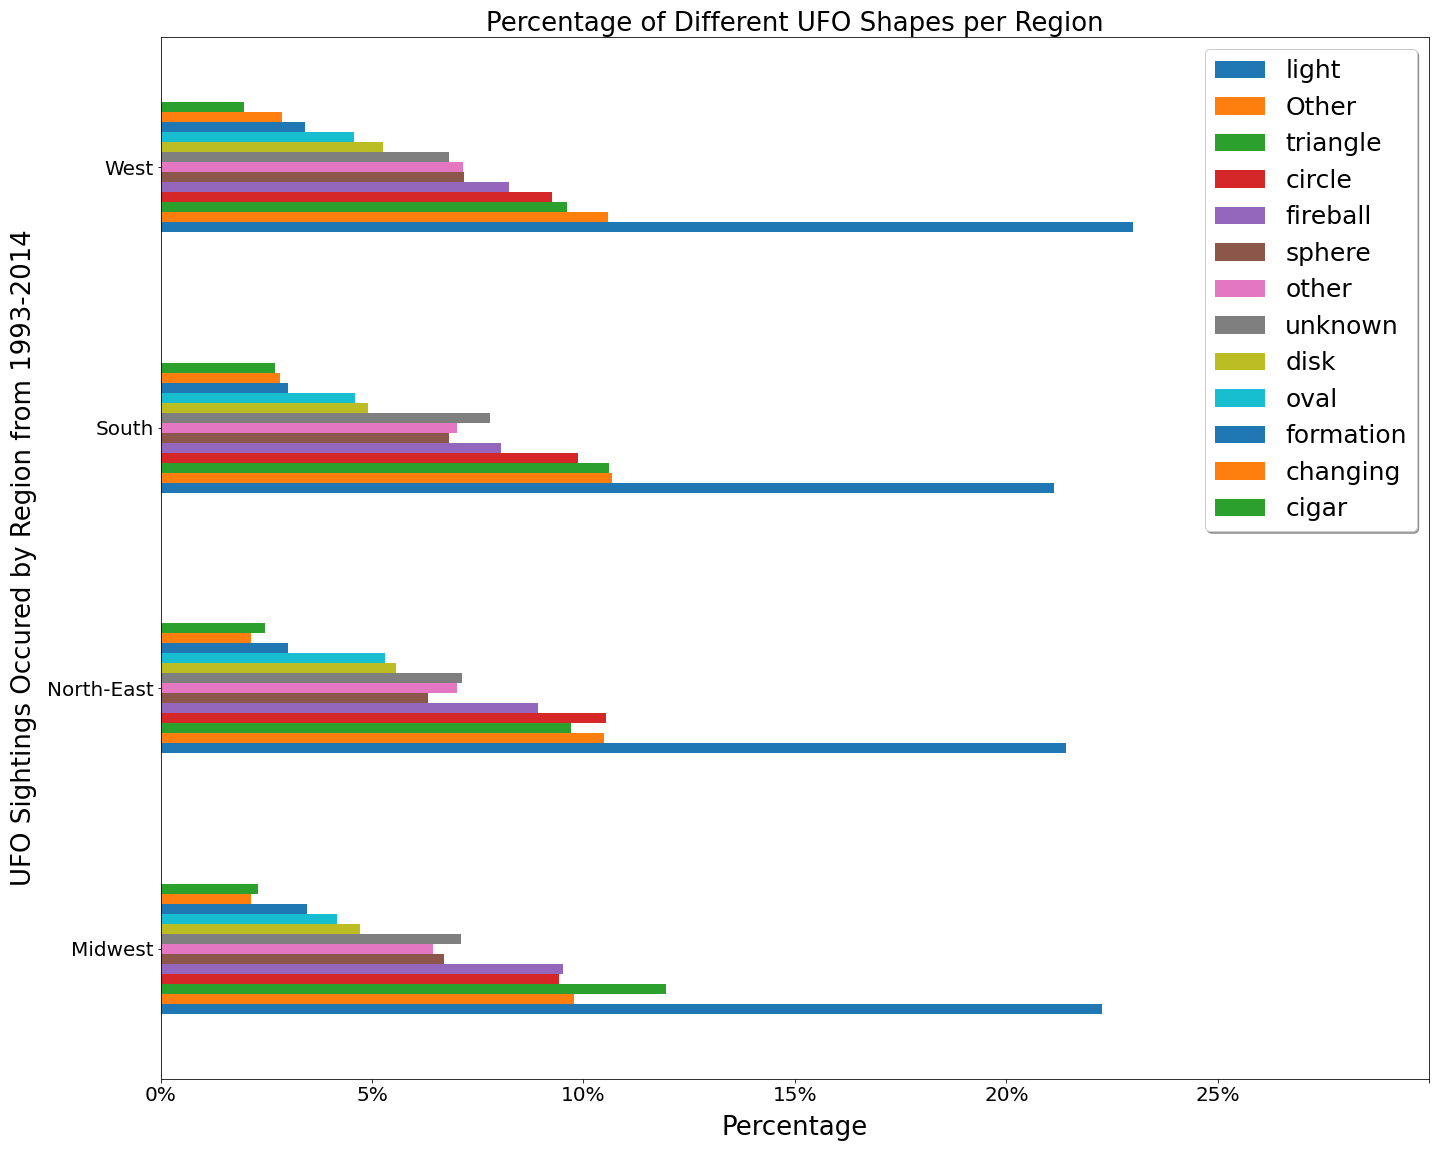 Percentage of Different UFO Shapes per Region
UFO Sightings Occured by Region from 1993-2014
West
South
North-East
Midwest
light
Other
triangle
circle
fireball
sphere
other
unknown
disk
oval
formation
changing
cigar
0%
5%
10%
15%
20%
25%
Percentage